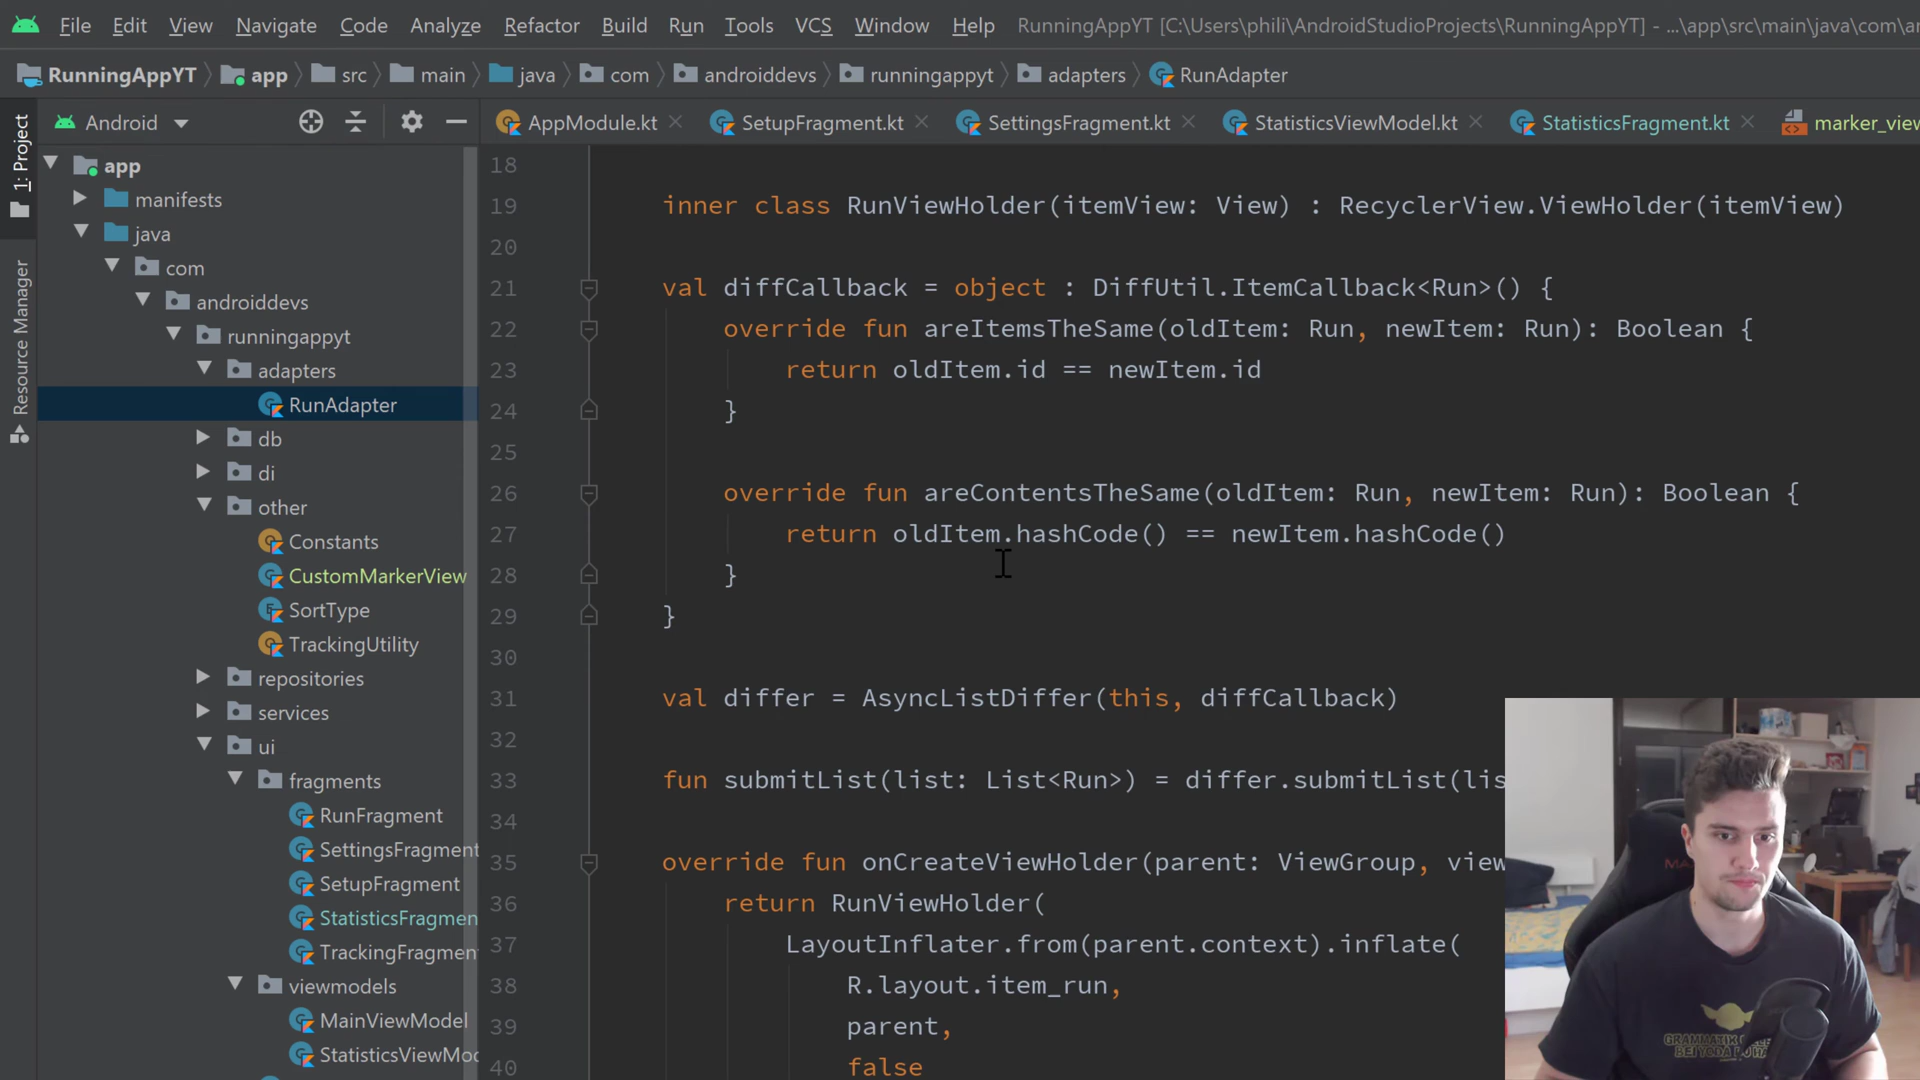 File Edit View Navigate Code Analyze Refactor Build Run Tools VCS Window Help RunningAppYT [C:\Users\phili\AndroidStudioProjects\RunningAppYT] - ...\app\src\main\java\com\an
RunningAppYT app src main java com androiddevs runningappyt adapters RunAdapter
Android AppModule.kt SetupFragment.kt SettingsFragment.kt StatisticsViewModel.kt StatisticsFragment.kt marker_view
1: Project
Resource Manager
app
manifests
java
com
androiddevs
runningappyt
adapters
RunAdapter
db
di
other
Constants
CustomMarkerView
SortType
TrackingUtility
repositories
services
ui
fragments
RunFragment
SettingsFragment
SetupFragment
StatisticsFragmen
TrackingFragmen
viewmodels
MainViewModel
StatisticsViewMod
18
19 inner class RunViewHolder(itemView: View) : RecyclerView.ViewHolder(itemView)
20
21 val diffCallback = object : DiffUtil.ItemCallback<Run>() {
22 override fun areItemsTheSame(oldItem: Run, newItem: Run): Boolean {
23 return oldItem.id == newItem.id
24 }
25
26 override fun areContentsTheSame(oldItem: Run, newItem: Run): Boolean {
27 return oldItem.hashCode() == newItem.hashCode()
28 }
29 }
30
31 val differ = AsyncListDiffer(this, diffCallback)
32
33 fun submitList(list: List<Run>) = differ.submitList(lis
34
35 override fun onCreateViewHolder(parent: ViewGroup, view
36 return RunViewHolder(
37 LayoutInflater.from(parent.context).inflate(
38 R.layout.item_run,
39 parent,
40 false